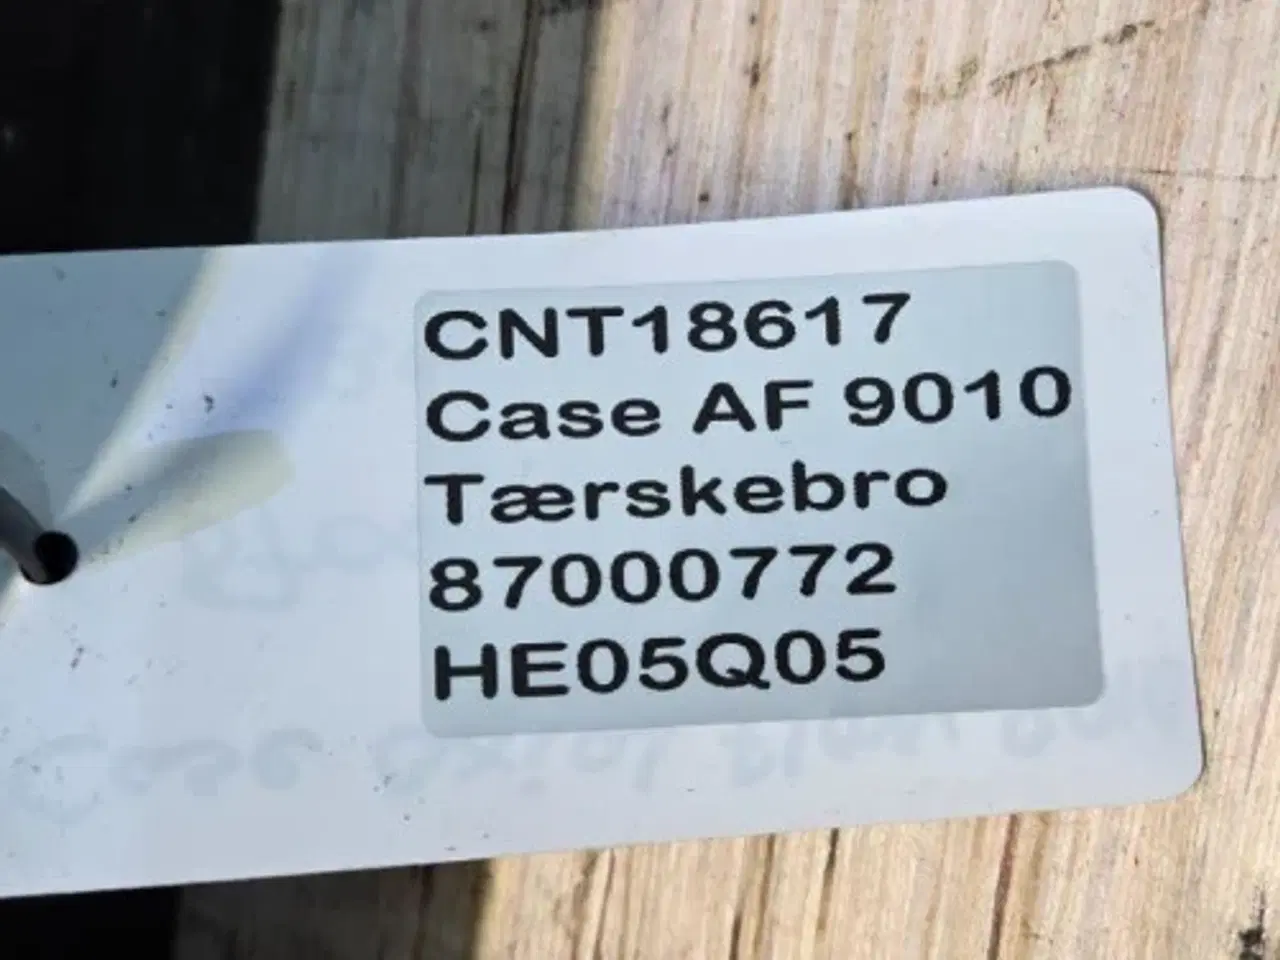 CNT18617
Case AF 9010
Tærskebro
87000772
HE05Q05